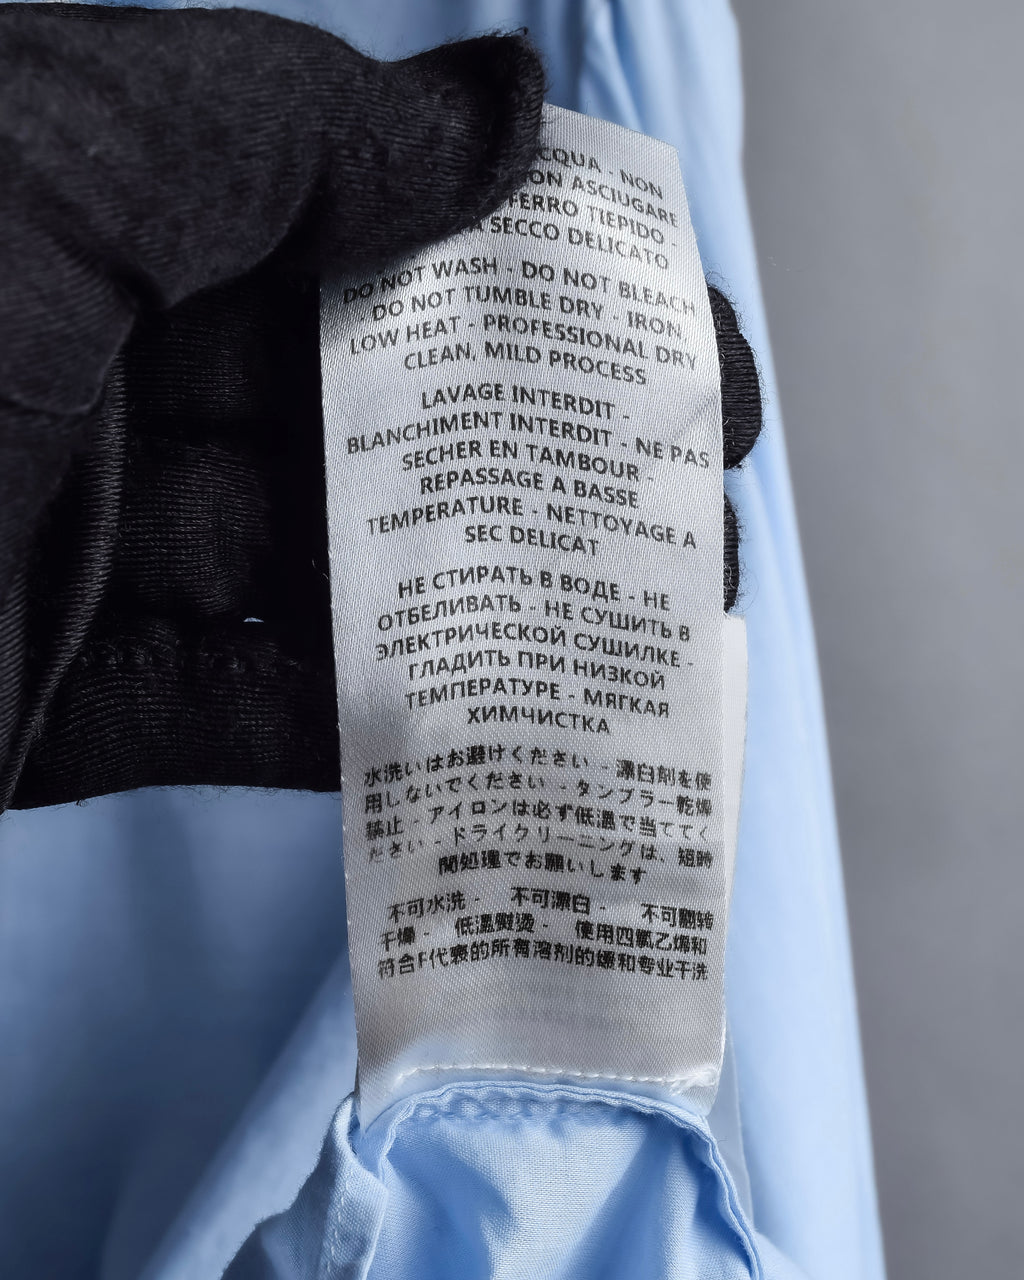 ACQUA - NON
NON ASCIUGARE
FERRO TIEPIDO -
A SECCO DELICATO
DO NOT WASH - DO NOT BLEACH
- DO NOT TUMBLE DRY - IRON,
LOW HEAT - PROFESSIONAL DRY
CLEAN, MILD PROCESS
LAVAGE INTERDIT -
BLANCHIMENT INTERDIT - NE PAS
SECHER EN TAMBOUR -
REPASSAGE A BASSE
TEMPERATURE - NETTOYAGE A
SEC DELICAT
НЕ СТИРАТЬ В ВОДЕ - НЕ
ОТБЕЛИВАТЬ - НЕ СУШИТЬ В
ЭЛЕКТРИЧЕСКОЙ СУШИЛКЕ -
ГЛАДИТЬ ПРИ НИЗКОЙ
ТЕМПЕРАТУРЕ - МЯГКАЯ
ХИМЧИСТКА
水洗いはお避けください - 漂白剤を使
用しないでください - タンブラー乾燥
禁止 - アイロンは必ず低温で当ててく
ださい - ドライクリーニングは、短時
間処理でお願いします
不可水洗 - 不可漂白 - 不可翻转
干燥 - 低溫熨烫 - 使用四氯乙烯和
符合F代表的所有溶剂的缓和专业干洗